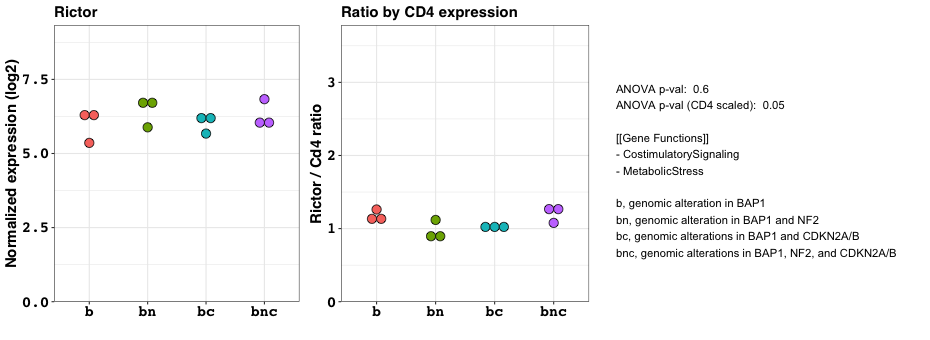 Rictor
Normalized expression (log2)
7.5
5.0
2.5
0.0
b bn bc bnc
Ratio by CD4 expression
Rictor / Cd4 ratio
3
2
1
0
b bn bc bnc
ANOVA p-val: 0.6
ANOVA p-val (CD4 scaled): 0.05
[[Gene Functions]]
- CostimulatorySignaling
- MetabolicStress
b, genomic alteration in BAP1
bn, genomic alteration in BAP1 and NF2
bc, genomic alterations in BAP1 and CDKN2A/B
bnc, genomic alterations in BAP1, NF2, and CDKN2A/B